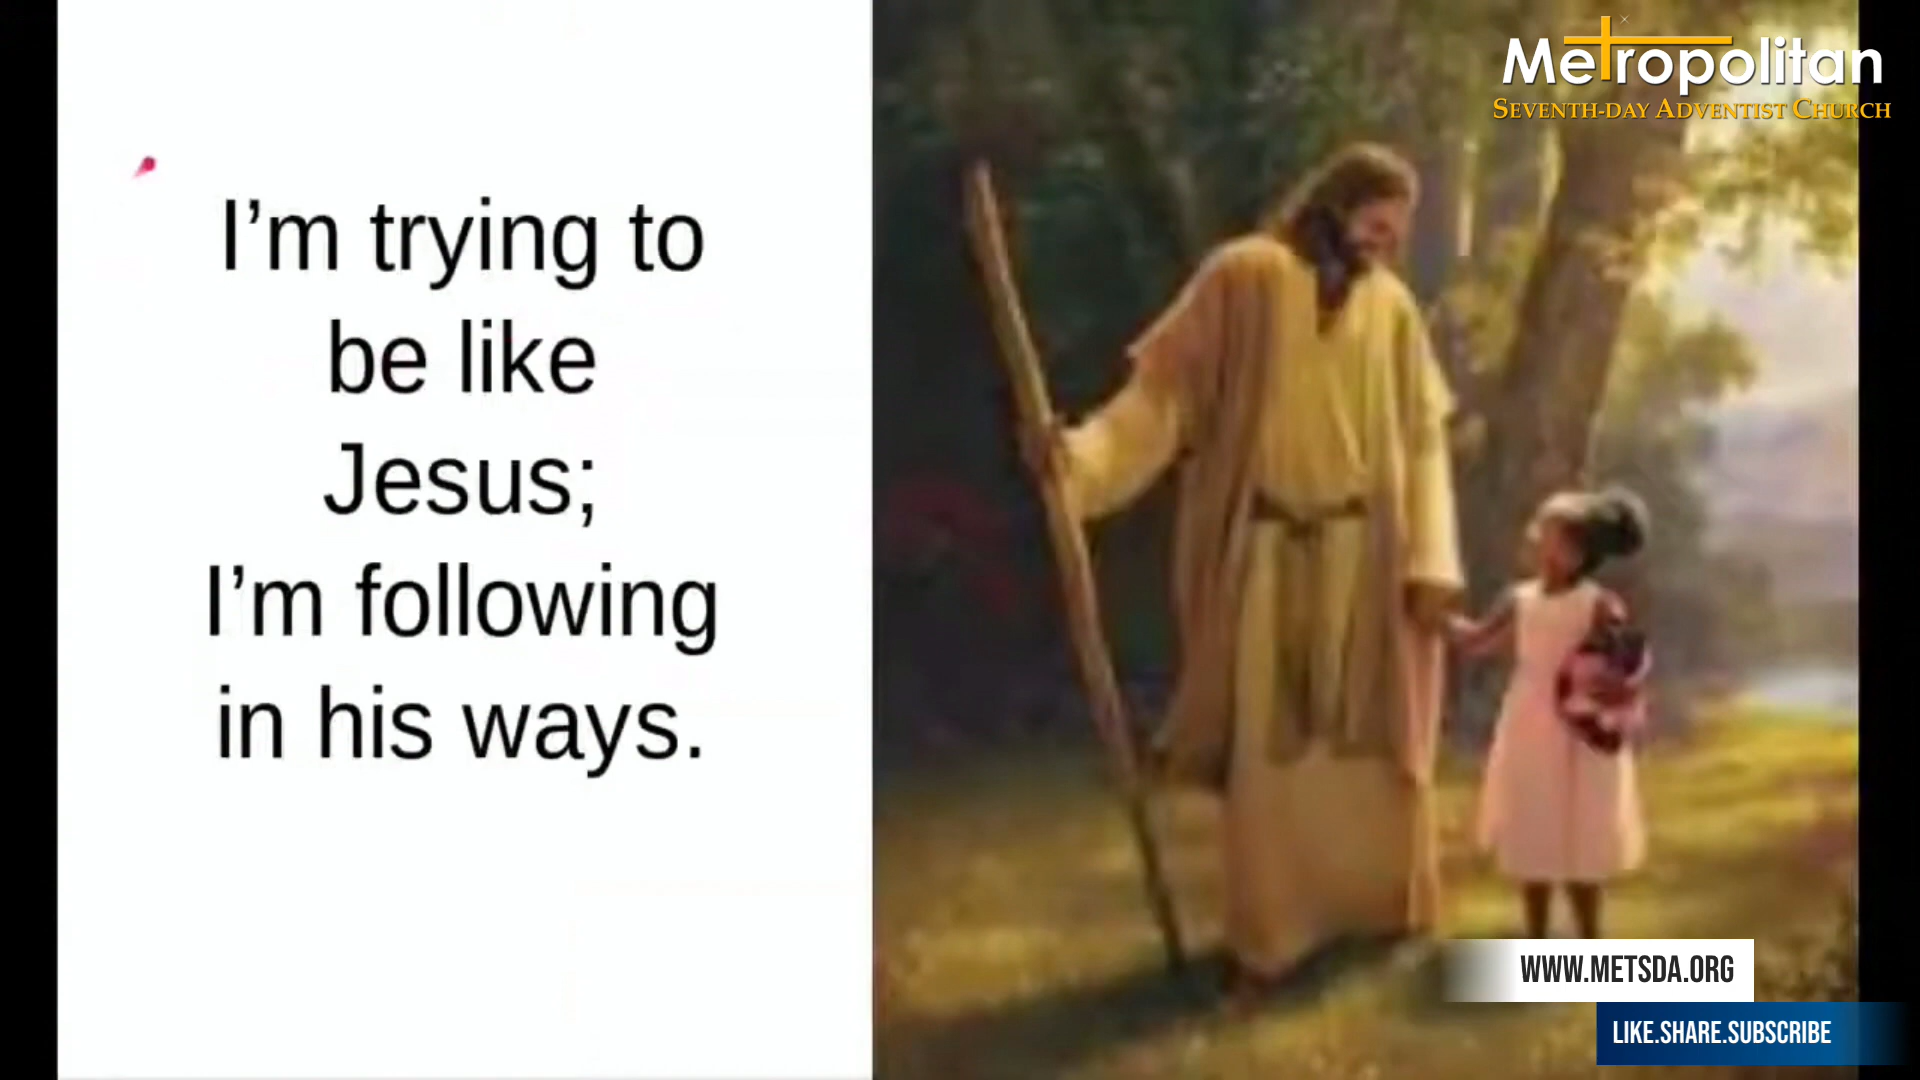 Metropolitan
SEVENTH-DAY ADVENTIST CHURCH
I’m trying to
be like
Jesus;
I’m following
in his ways.
WWW.METSDA.ORG
LIKE.SHARE.SUBSCRIBE